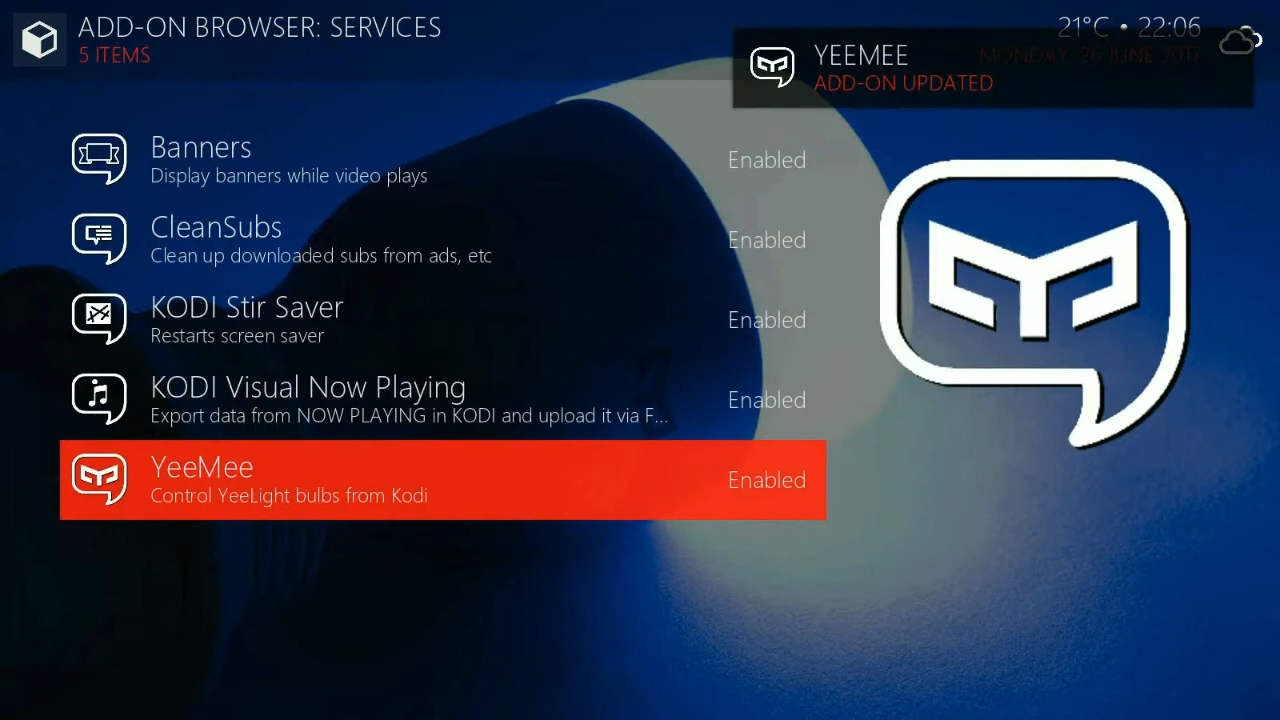 ADD-ON BROWSER: SERVICES
5 ITEMS
21°C • 22:06
MONDAY, 26 JUNE 2017
YEEMEE
ADD-ON UPDATED
Banners
Display banners while video plays
Enabled
CleanSubs
Clean up downloaded subs from ads, etc
Enabled
KODI Stir Saver
Restarts screen saver
Enabled
KODI Visual Now Playing
Export data from NOW PLAYING in KODI and upload it via F...
Enabled
YeeMee
Control YeeLight bulbs from Kodi
Enabled